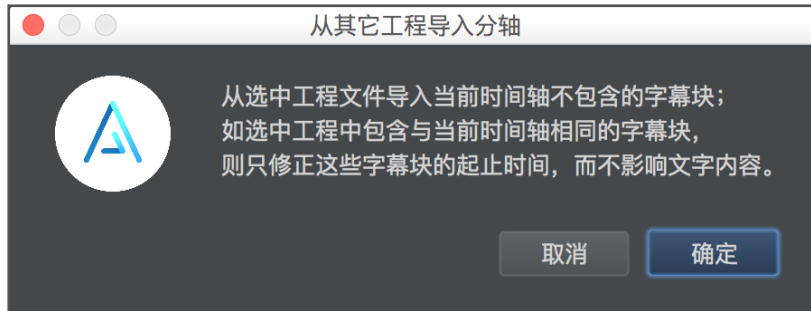 从其它工程导入分轴
从选中工程文件导入当前时间轴不包含的字幕块；
如选中工程中包含与当前时间轴相同的字幕块，
则只修正这些字幕块的起止时间，而不影响文字内容。
取消
确定